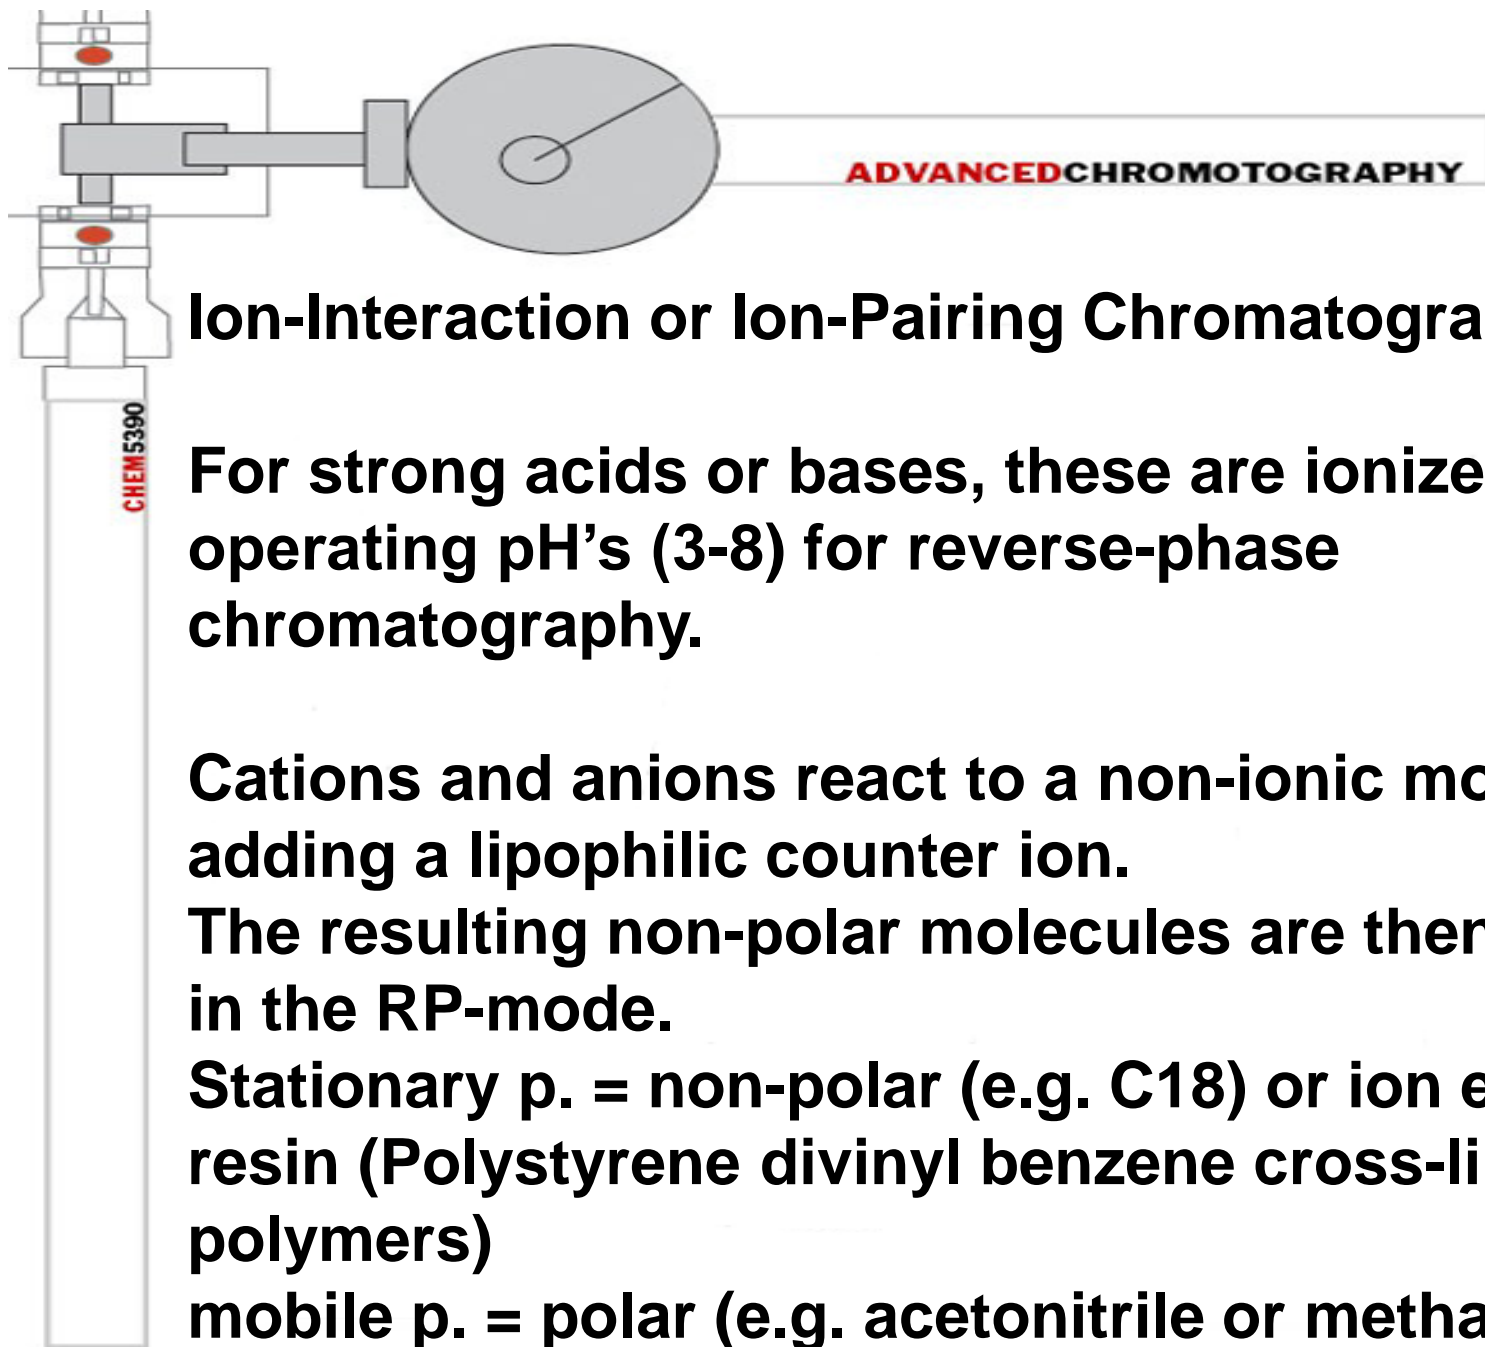 ADVANCEDCHROMOTOGRAPHY
Ion-Interaction or Ion-Pairing Chromatogra
CHEM5390
For strong acids or bases, these are ionize
operating pH’s (3-8) for reverse-phase
chromatography.
Cations and anions react to a non-ionic mo
adding a lipophilic counter ion.
The resulting non-polar molecules are then
in the RP-mode.
Stationary p. = non-polar (e.g. C18) or ion e
resin (Polystyrene divinyl benzene cross-li
polymers)
mobile p. = polar (e.g. acetonitrile or metha